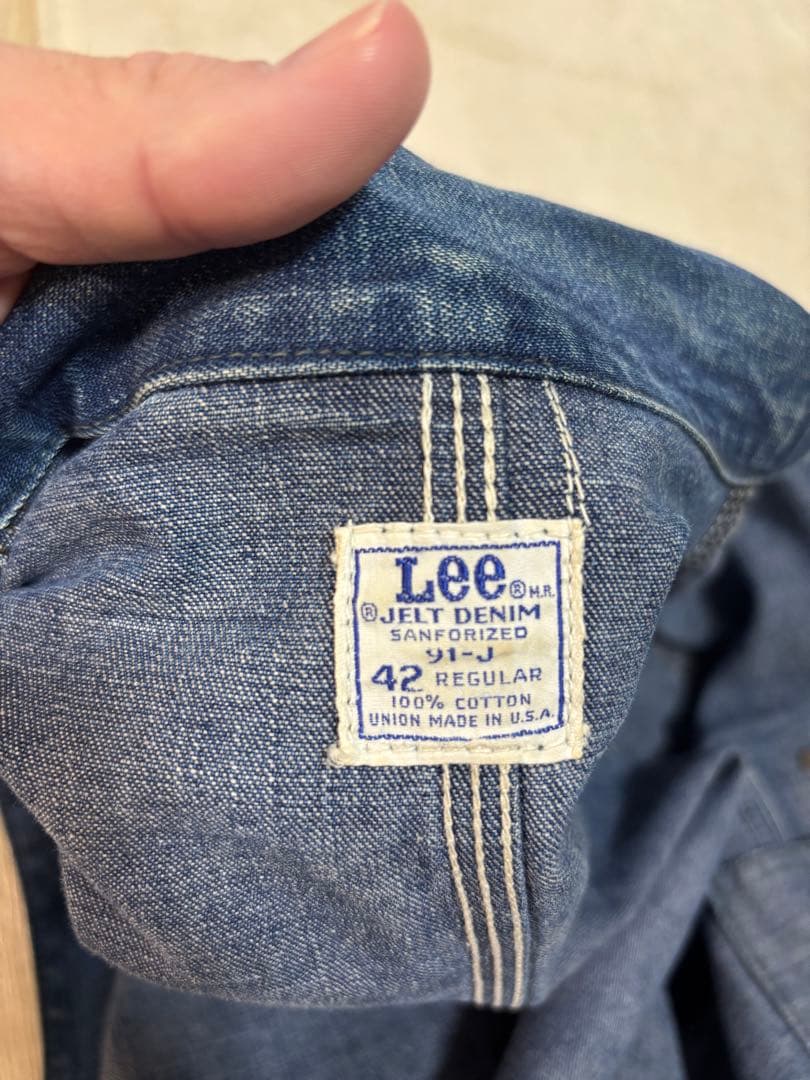 Lee® M.R.
®JELT DENIM
SANFORIZED
91-J
42 REGULAR
100% COTTON
UNION MADE IN U.S.A.